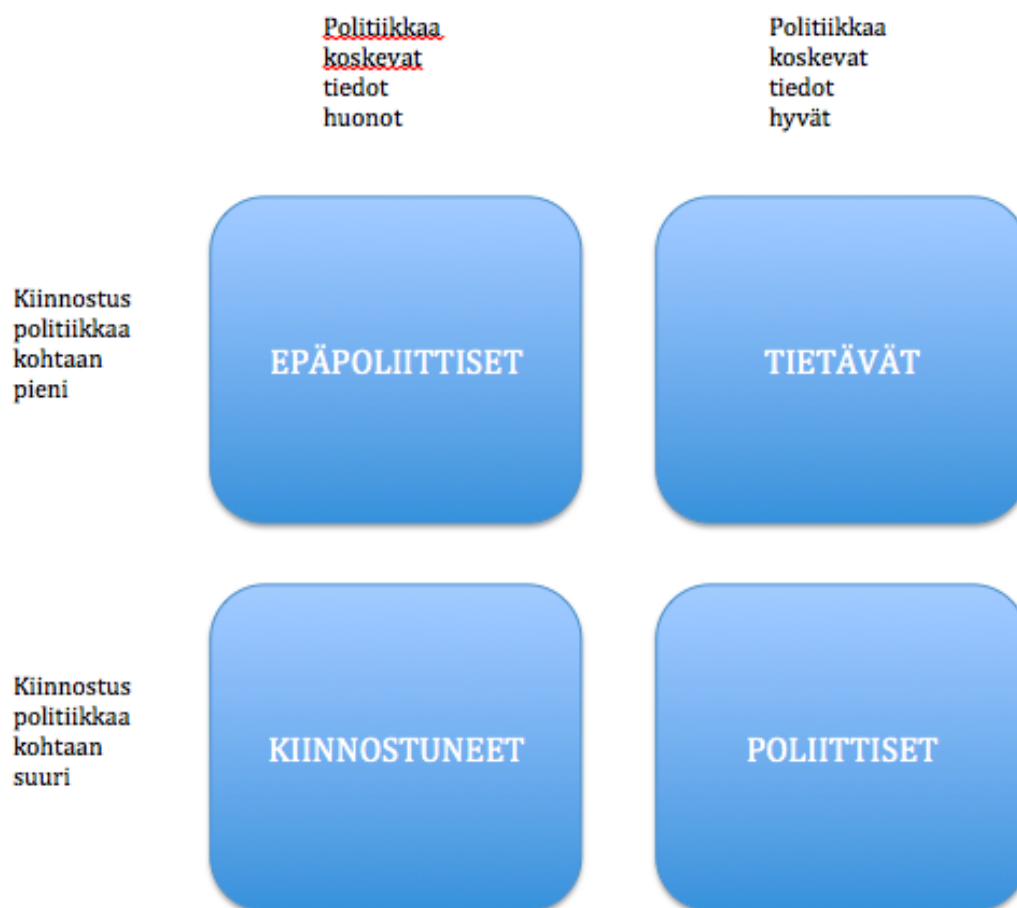 Politiikkaa
koskevat
tiedot
huonot
Politiikkaa
koskevat
tiedot
hyvät
Kiinnostus
politiikkaa
kohtaan
pieni
EPÄPOLIITTISET
TIETÄVÄT
Kiinnostus
politiikkaa
kohtaan
suuri
KIINNOSTUNEET
POLIITTISET